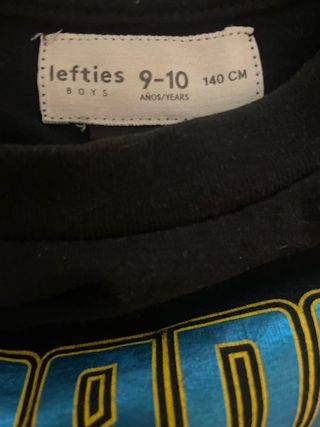 lefties
BOYS
9-10
AÑOS/YEARS
140 CM